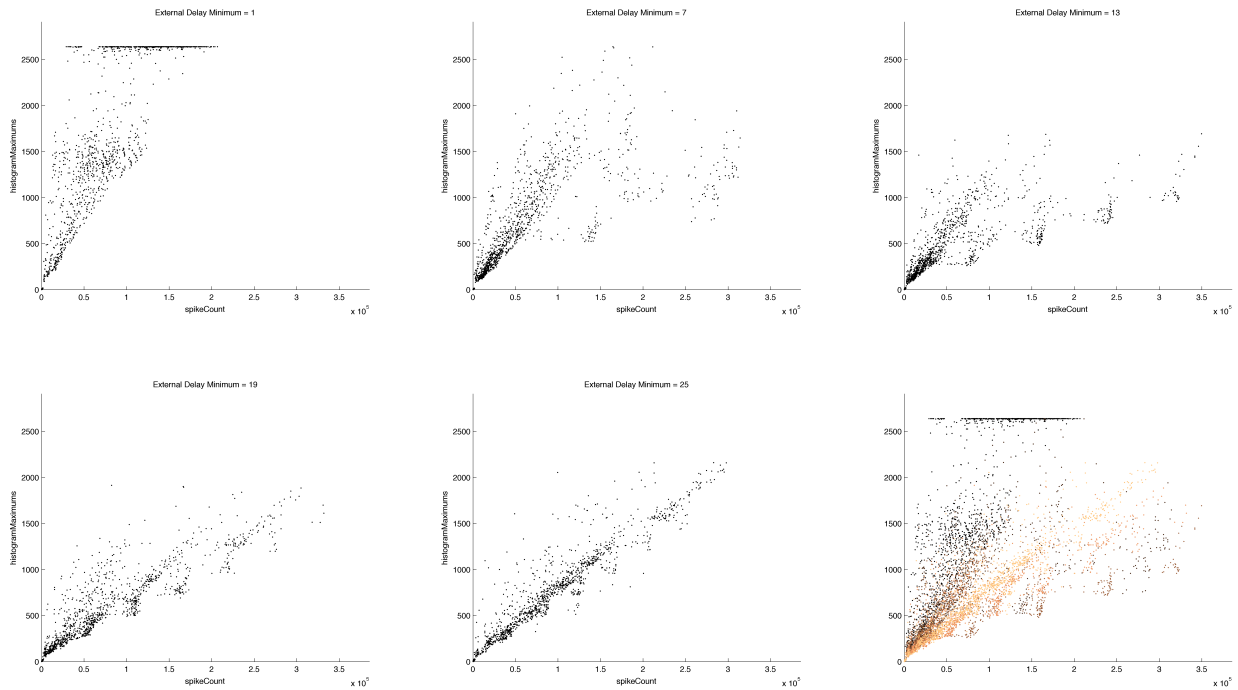 External Delay Minimum = 1
histogramMaximums
2500
2000
1500
1000
500
0
0 0.5 1 1.5 2 2.5 3 3.5
x 10^5
spikeCount
External Delay Minimum = 7
histogramMaximums
2500
2000
1500
1000
500
0
0 0.5 1 1.5 2 2.5 3 3.5
x 10^5
spikeCount
External Delay Minimum = 13
histogramMaximums
2500
2000
1500
1000
500
0
0 0.5 1 1.5 2 2.5 3 3.5
x 10^5
spikeCount
External Delay Minimum = 19
histogramMaximums
2500
2000
1500
1000
500
0
0 0.5 1 1.5 2 2.5 3 3.5
x 10^5
spikeCount
External Delay Minimum = 25
histogramMaximums
2500
2000
1500
1000
500
0
0 0.5 1 1.5 2 2.5 3 3.5
x 10^5
spikeCount
2500
2000
1500
1000
500
0
0 0.5 1 1.5 2 2.5 3 3.5
x 10^5